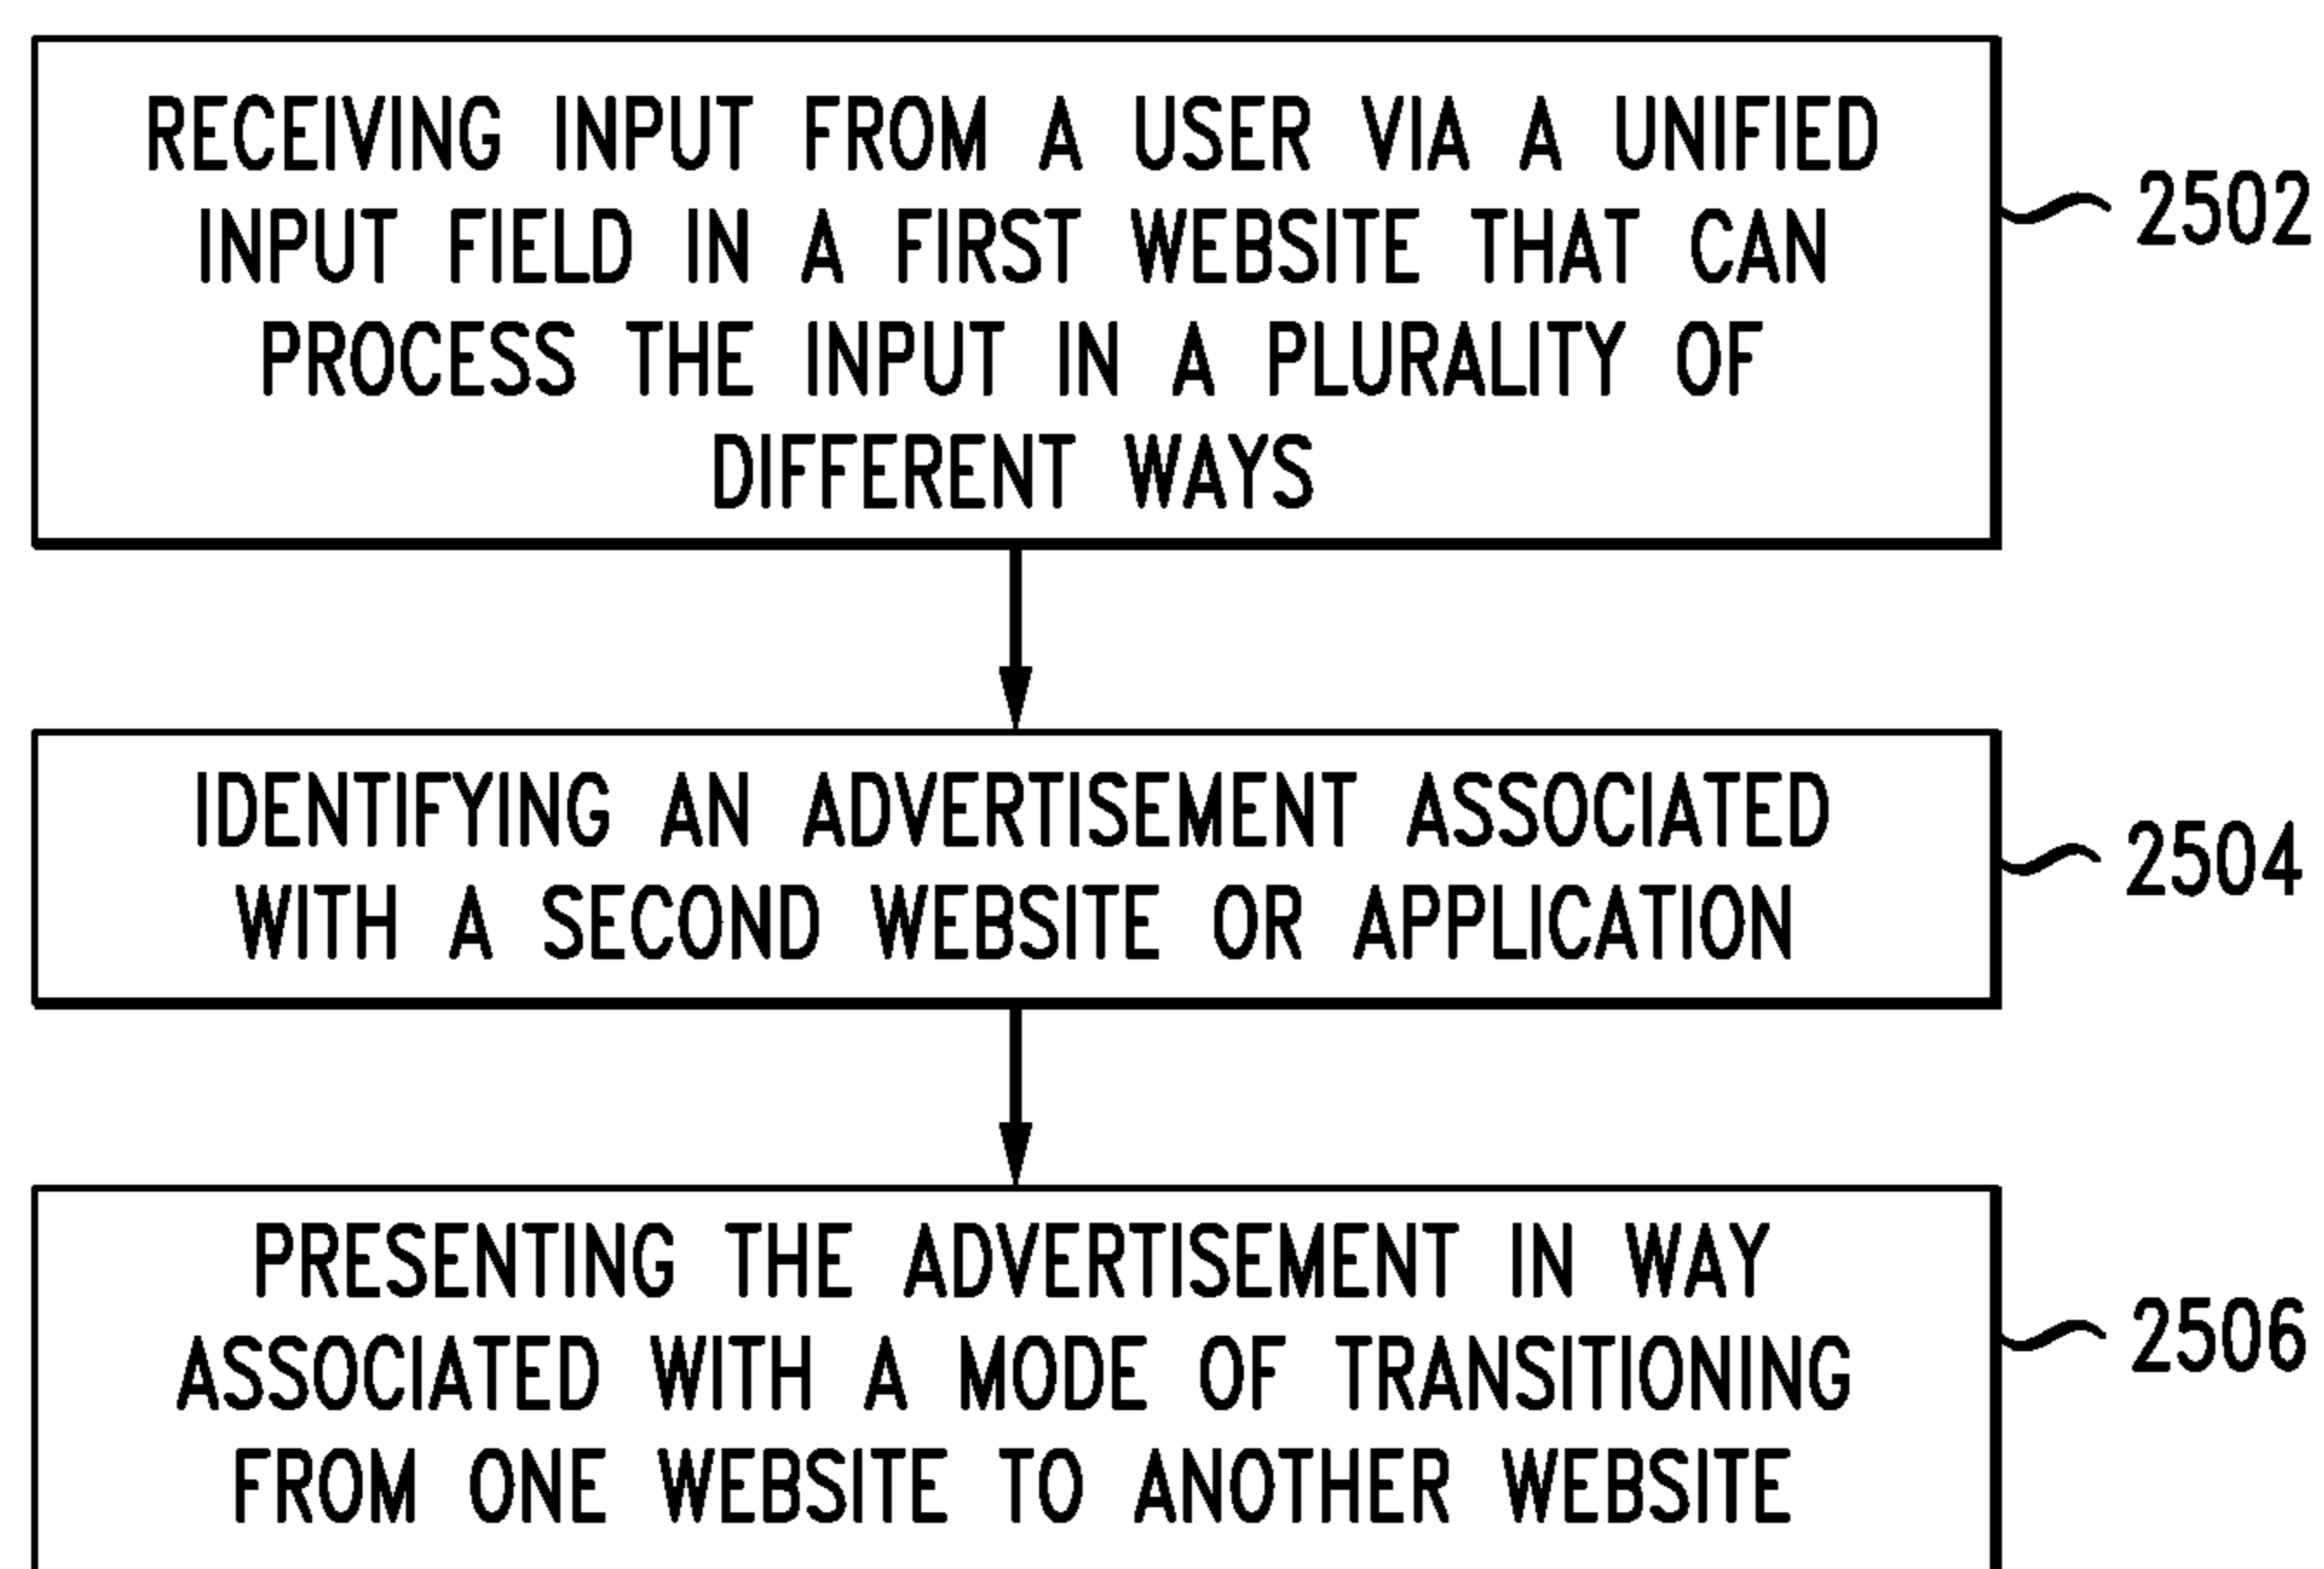 RECEIVING INPUT FROM A USER VIA A UNIFIED
INPUT FIELD IN A FIRST WEBSITE THAT CAN
PROCESS THE INPUT IN A PLURALITY OF
DIFFERENT WAYS
2502
IDENTIFYING AN ADVERTISEMENT ASSOCIATED
WITH A SECOND WEBSITE OR APPLICATION
2504
PRESENTING THE ADVERTISEMENT IN WAY
ASSOCIATED WITH A MODE OF TRANSITIONING
FROM ONE WEBSITE TO ANOTHER WEBSITE
2506